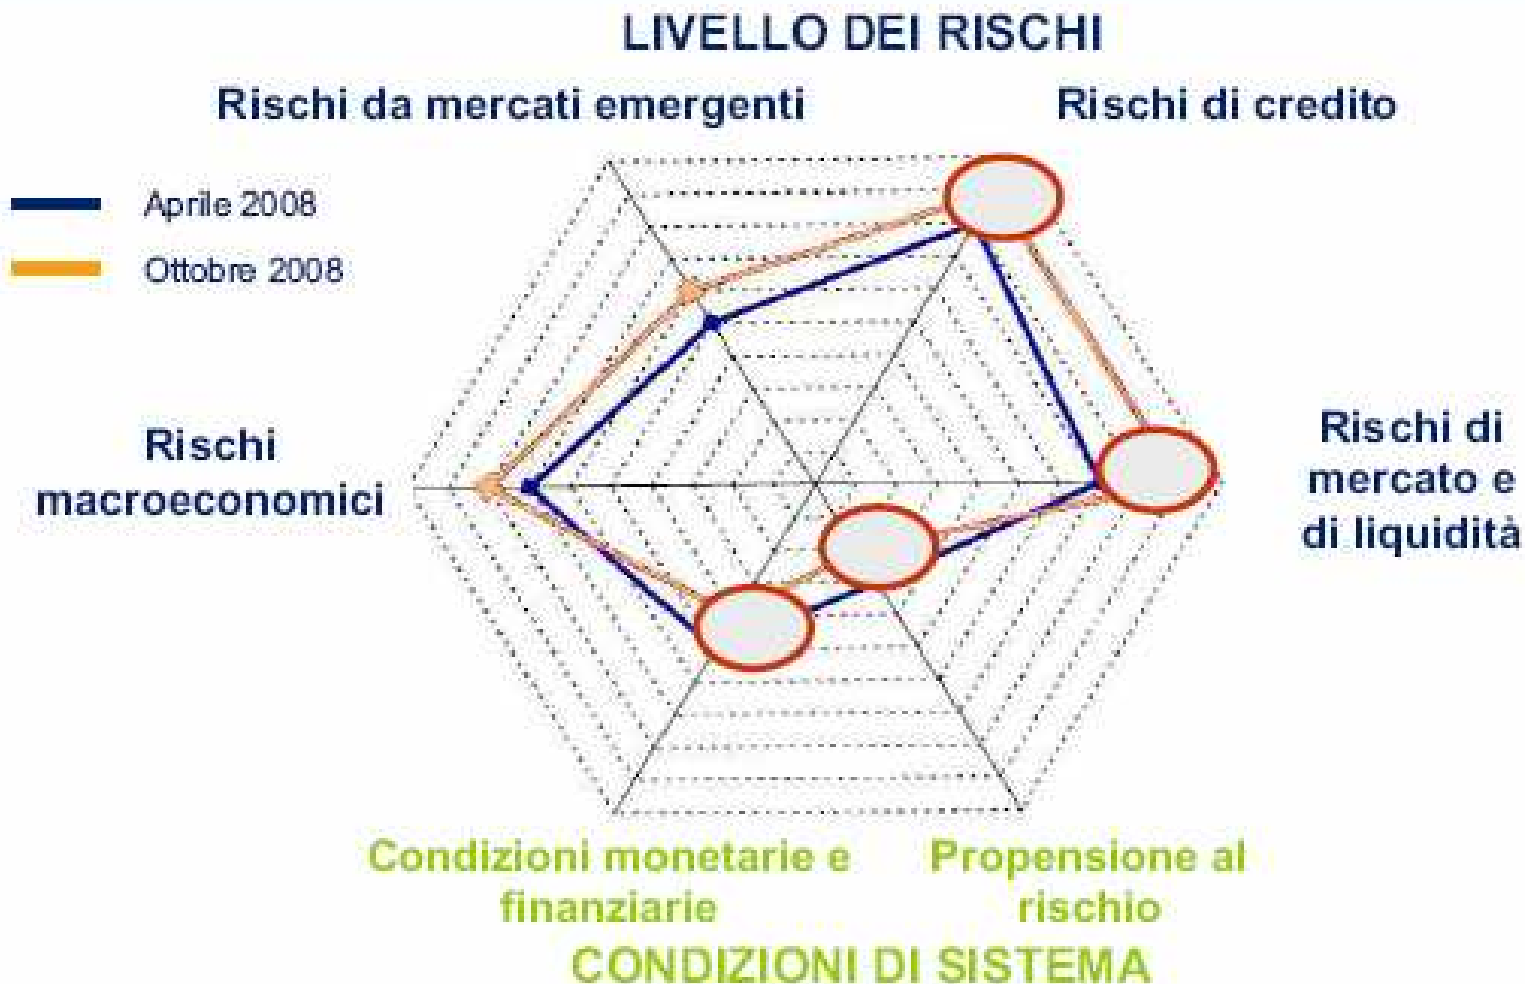 LIVELLO DEI RISCHI
Rischi da mercati emergenti
Rischi di credito
Aprile 2008
Ottobre 2008
Rischi
macroeconomici
Rischi di
mercato e
di liquidità
Condizioni monetarie e
finanziarie
Propensione al
rischio
CONDIZIONI DI SISTEMA